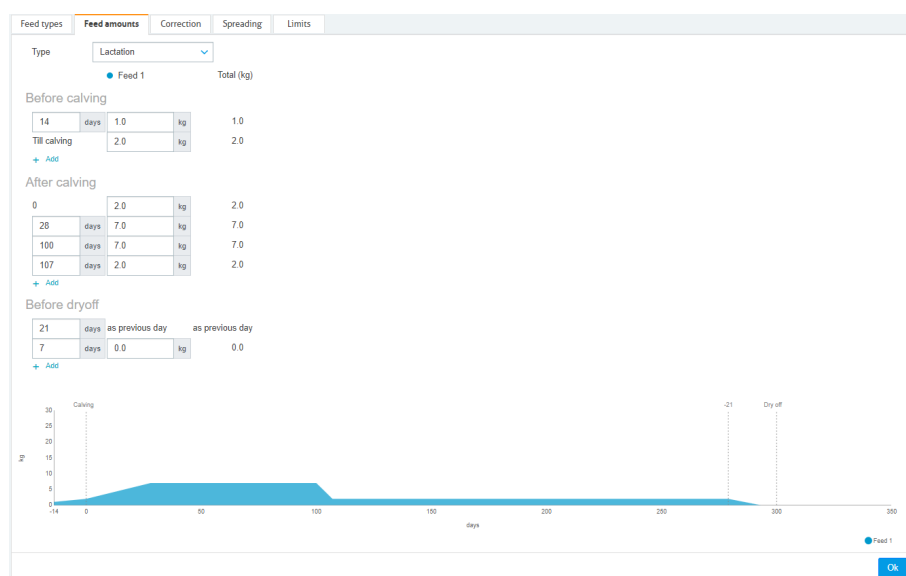 Feed types Feed amounts Correction Spreading Limits
Type Lactation
Feed 1 Total (kg)
Before calving
14 days 1.0 kg 1.0
Till calving 2.0 kg 2.0
+ Add
After calving
0 2.0 kg 2.0
28 days 7.0 kg 7.0
100 days 7.0 kg 7.0
107 days 2.0 kg 2.0
+ Add
Before dryoff
21 days as previous day as previous day
7 days 0.0 kg 0.0
+ Add
Calving -21 Dry off
30
25
20
kg 15
10
5
0
-14 0 50 100 150 200 250 300 350
days
Feed 1
Ok